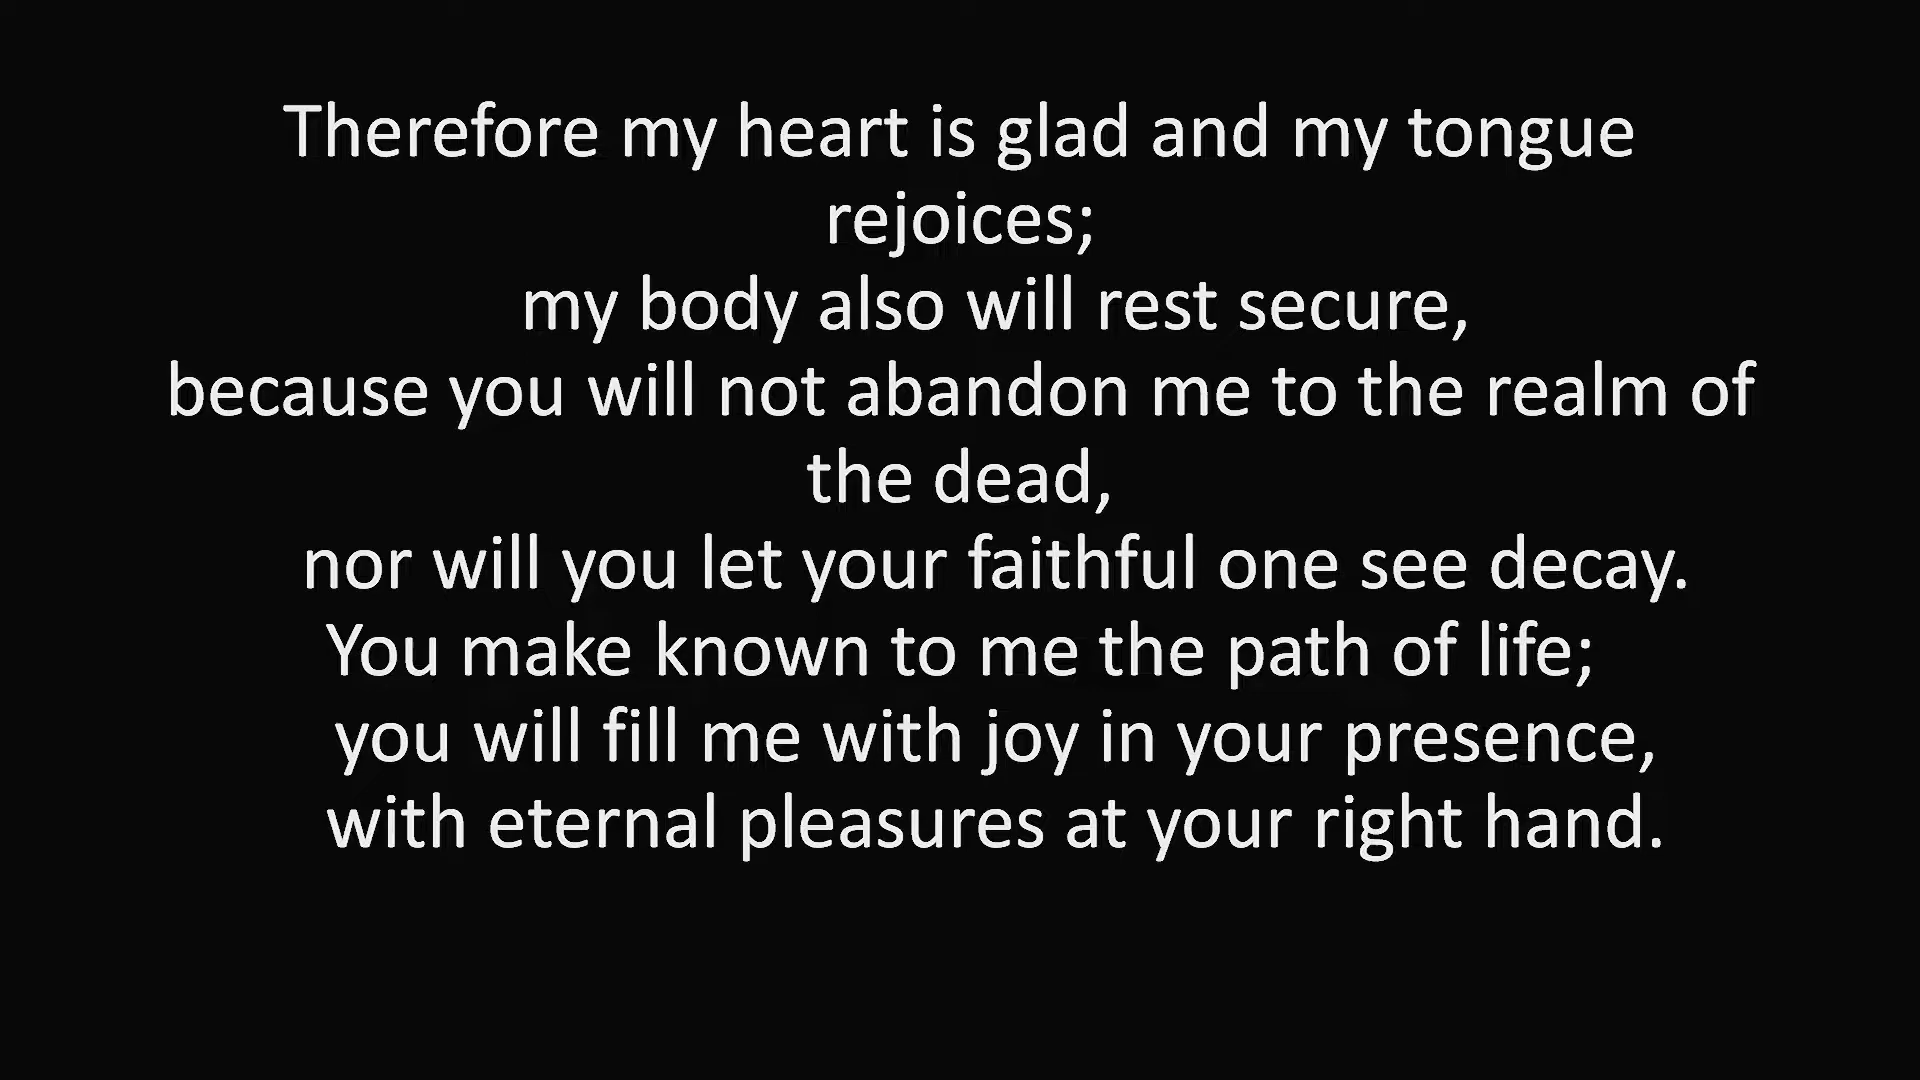 Therefore my heart is glad and my tongue
rejoices;
my body also will rest secure,
because you will not abandon me to the realm of
the dead,
nor will you let your faithful one see decay.
You make known to me the path of life;
you will fill me with joy in your presence,
with eternal pleasures at your right hand.